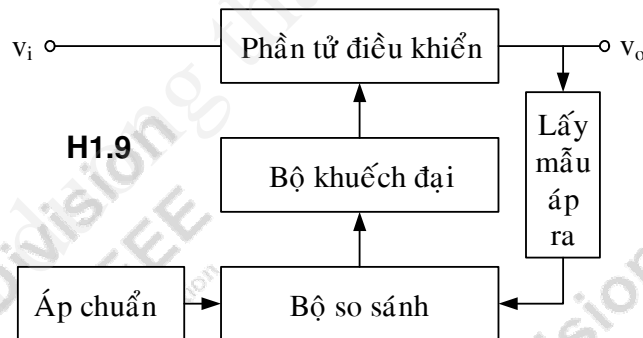 vi
Phần tử điều khiển
vo
H1.9
Bộ khuếch đại
Lấy
mẫu
áp
ra
Áp chuẩn
Bộ so sánh